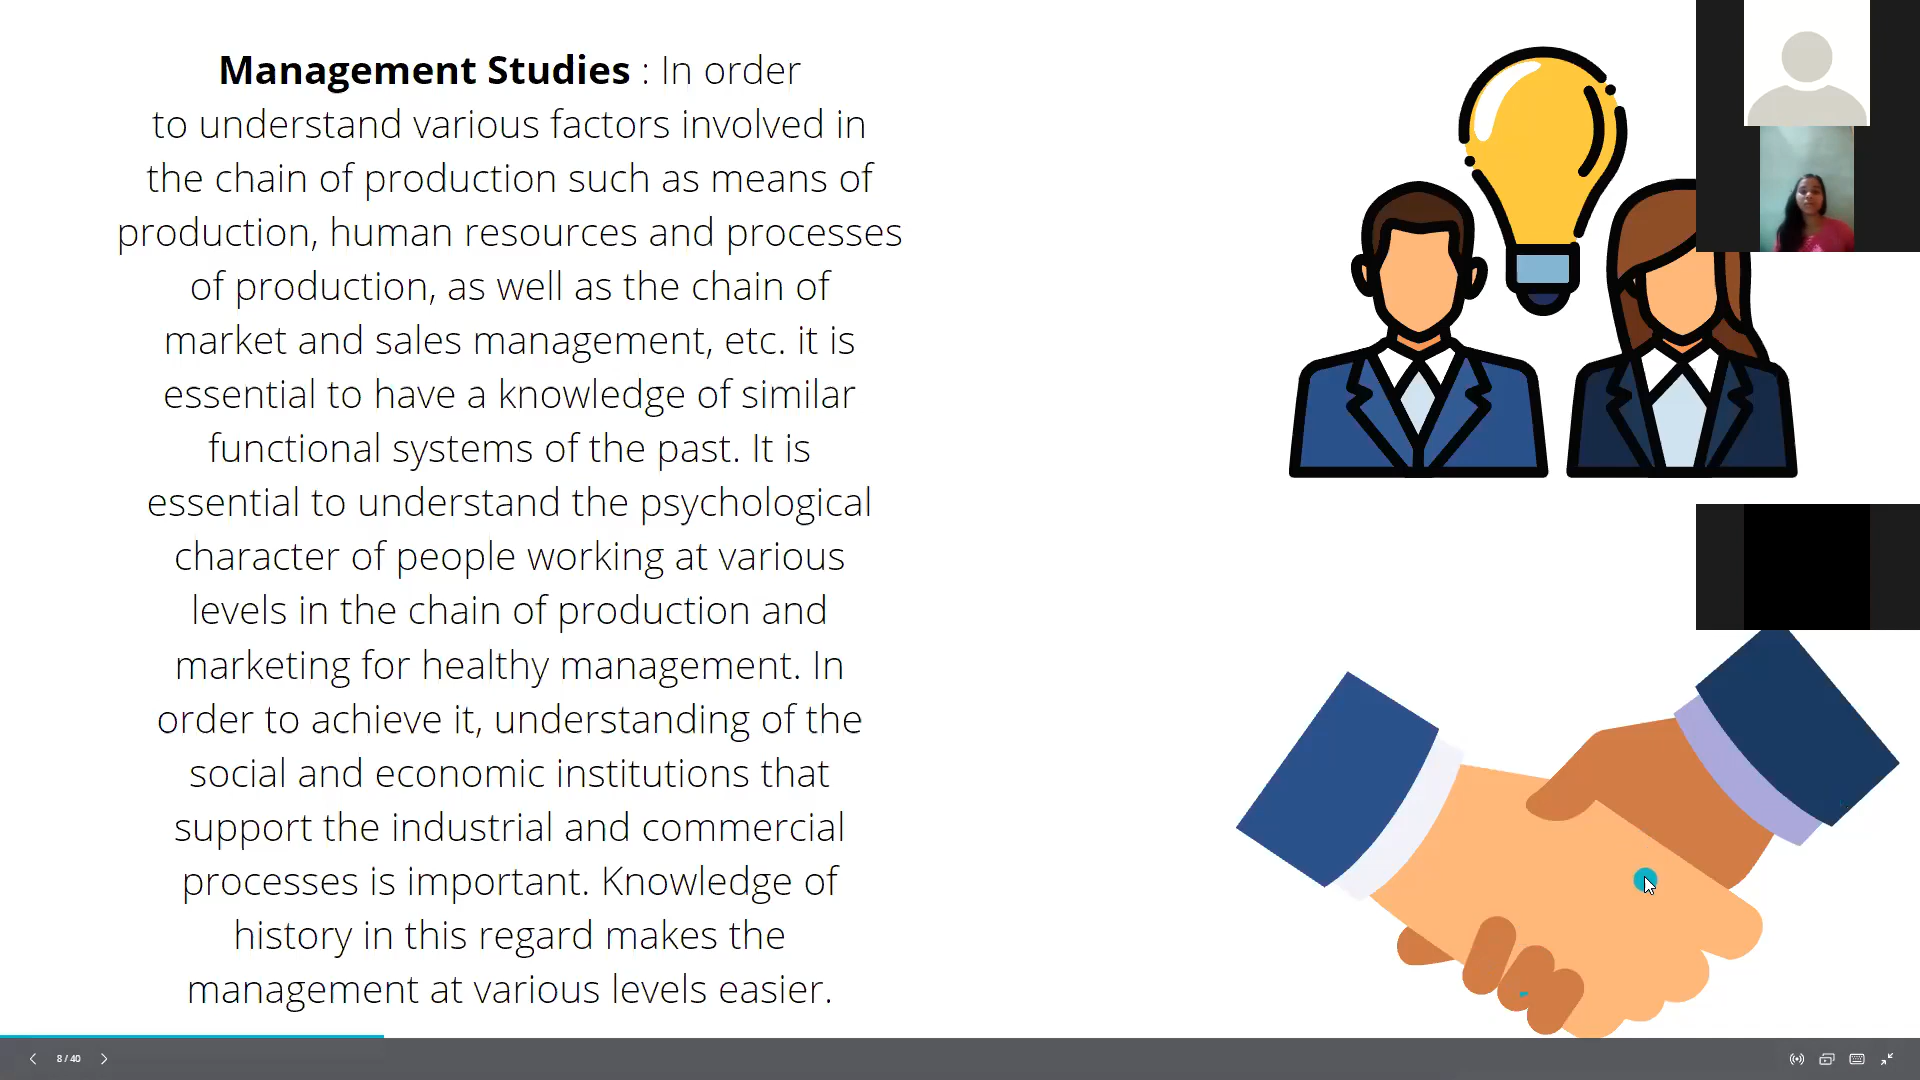 Management Studies : In order
to understand various factors involved in
the chain of production such as means of
production, human resources and processes
of production, as well as the chain of
market and sales management, etc. it is
essential to have a knowledge of similar
functional systems of the past. It is
essential to understand the psychological
character of people working at various
levels in the chain of production and
marketing for healthy management. In
order to achieve it, understanding of the
social and economic institutions that
support the industrial and commercial
processes is important. Knowledge of
history in this regard makes the
management at various levels easier.
8 / 40